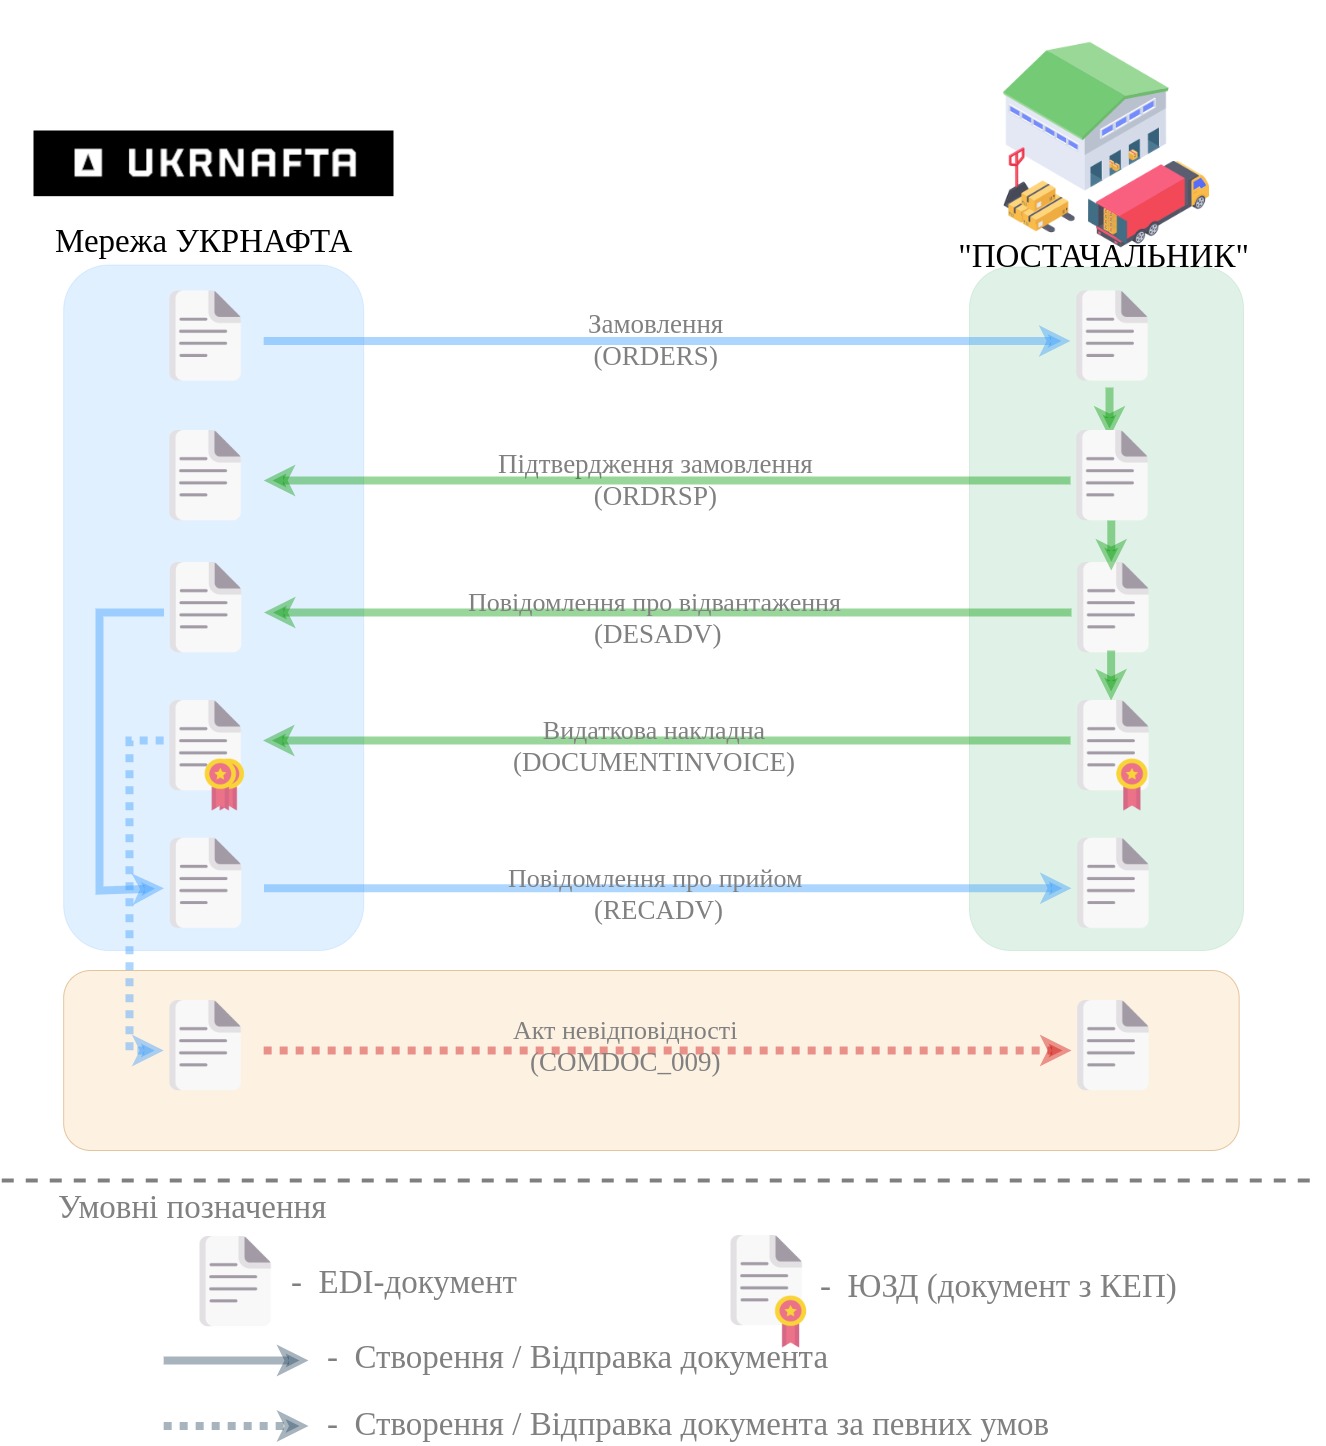 UKRNAFTA
Мережа УКРНАФТА
"ПОСТАЧАЛЬНИК"
Замовлення
(ORDERS)
Підтвердження замовлення
(ORDRSP)
Повідомлення про відвантаження
(DESADV)
Видаткова накладна
(DOCUMENTINVOICE)
Повідомлення про прийом
(RECADV)
Акт невідповідності
(COMDOC_009)
Умовні позначення
- EDI-документ
- ЮЗД (документ з КЕП)
- Створення / Відправка документа
- Створення / Відправка документа за певних умов